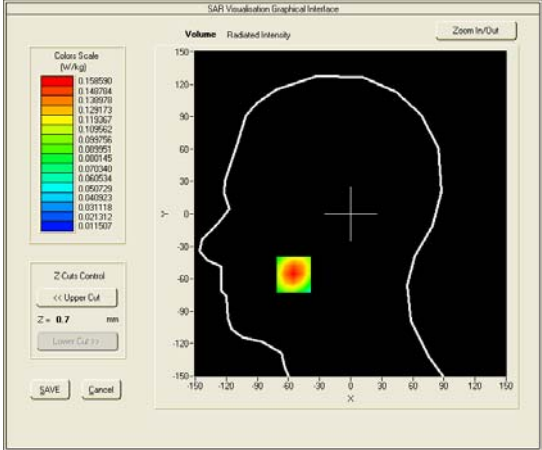 SAR Visualisation Graphical Interface
Volume Radiated Intensity
Zoom In/Out
Colors Scale
(W/kg)
0.158590
0.148784
0.138978
0.129173
0.119367
0.109562
0.099756
0.089951
0.080145
0.070340
0.060534
0.050729
0.040923
0.031118
0.021312
0.011507
Z Cuts Control
<< Upper Cut
Z = 0.7 mm
Lower Cut >>
SAVE Cancel
150
120
90
60
30
0
-30
-60
-90
-120
-150
Y
-150 -120 -90 -60 -30 0 30 60 90 120 150
X